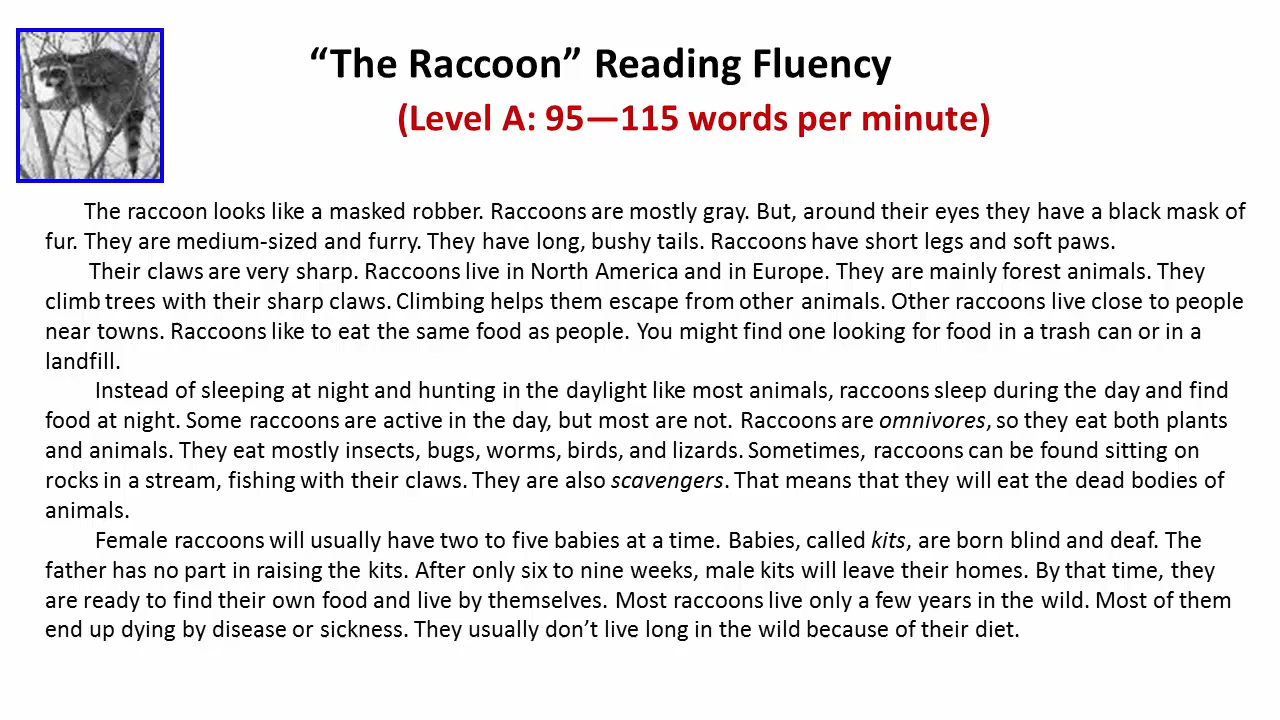 “The Raccoon” Reading Fluency
(Level A: 95—115 words per minute)
The raccoon looks like a masked robber. Raccoons are mostly gray. But, around their eyes they have a black mask of
fur. They are medium-sized and furry. They have long, bushy tails. Raccoons have short legs and soft paws.
Their claws are very sharp. Raccoons live in North America and in Europe. They are mainly forest animals. They
climb trees with their sharp claws. Climbing helps them escape from other animals. Other raccoons live close to people
near towns. Raccoons like to eat the same food as people. You might find one looking for food in a trash can or in a
landfill.
Instead of sleeping at night and hunting in the daylight like most animals, raccoons sleep during the day and find
food at night. Some raccoons are active in the day, but most are not. Raccoons are omnivores, so they eat both plants
and animals. They eat mostly insects, bugs, worms, birds, and lizards. Sometimes, raccoons can be found sitting on
rocks in a stream, fishing with their claws. They are also scavengers. That means that they will eat the dead bodies of
animals.
Female raccoons will usually have two to five babies at a time. Babies, called kits, are born blind and deaf. The
father has no part in raising the kits. After only six to nine weeks, male kits will leave their homes. By that time, they
are ready to find their own food and live by themselves. Most raccoons live only a few years in the wild. Most of them
end up dying by disease or sickness. They usually don’t live long in the wild because of their diet.